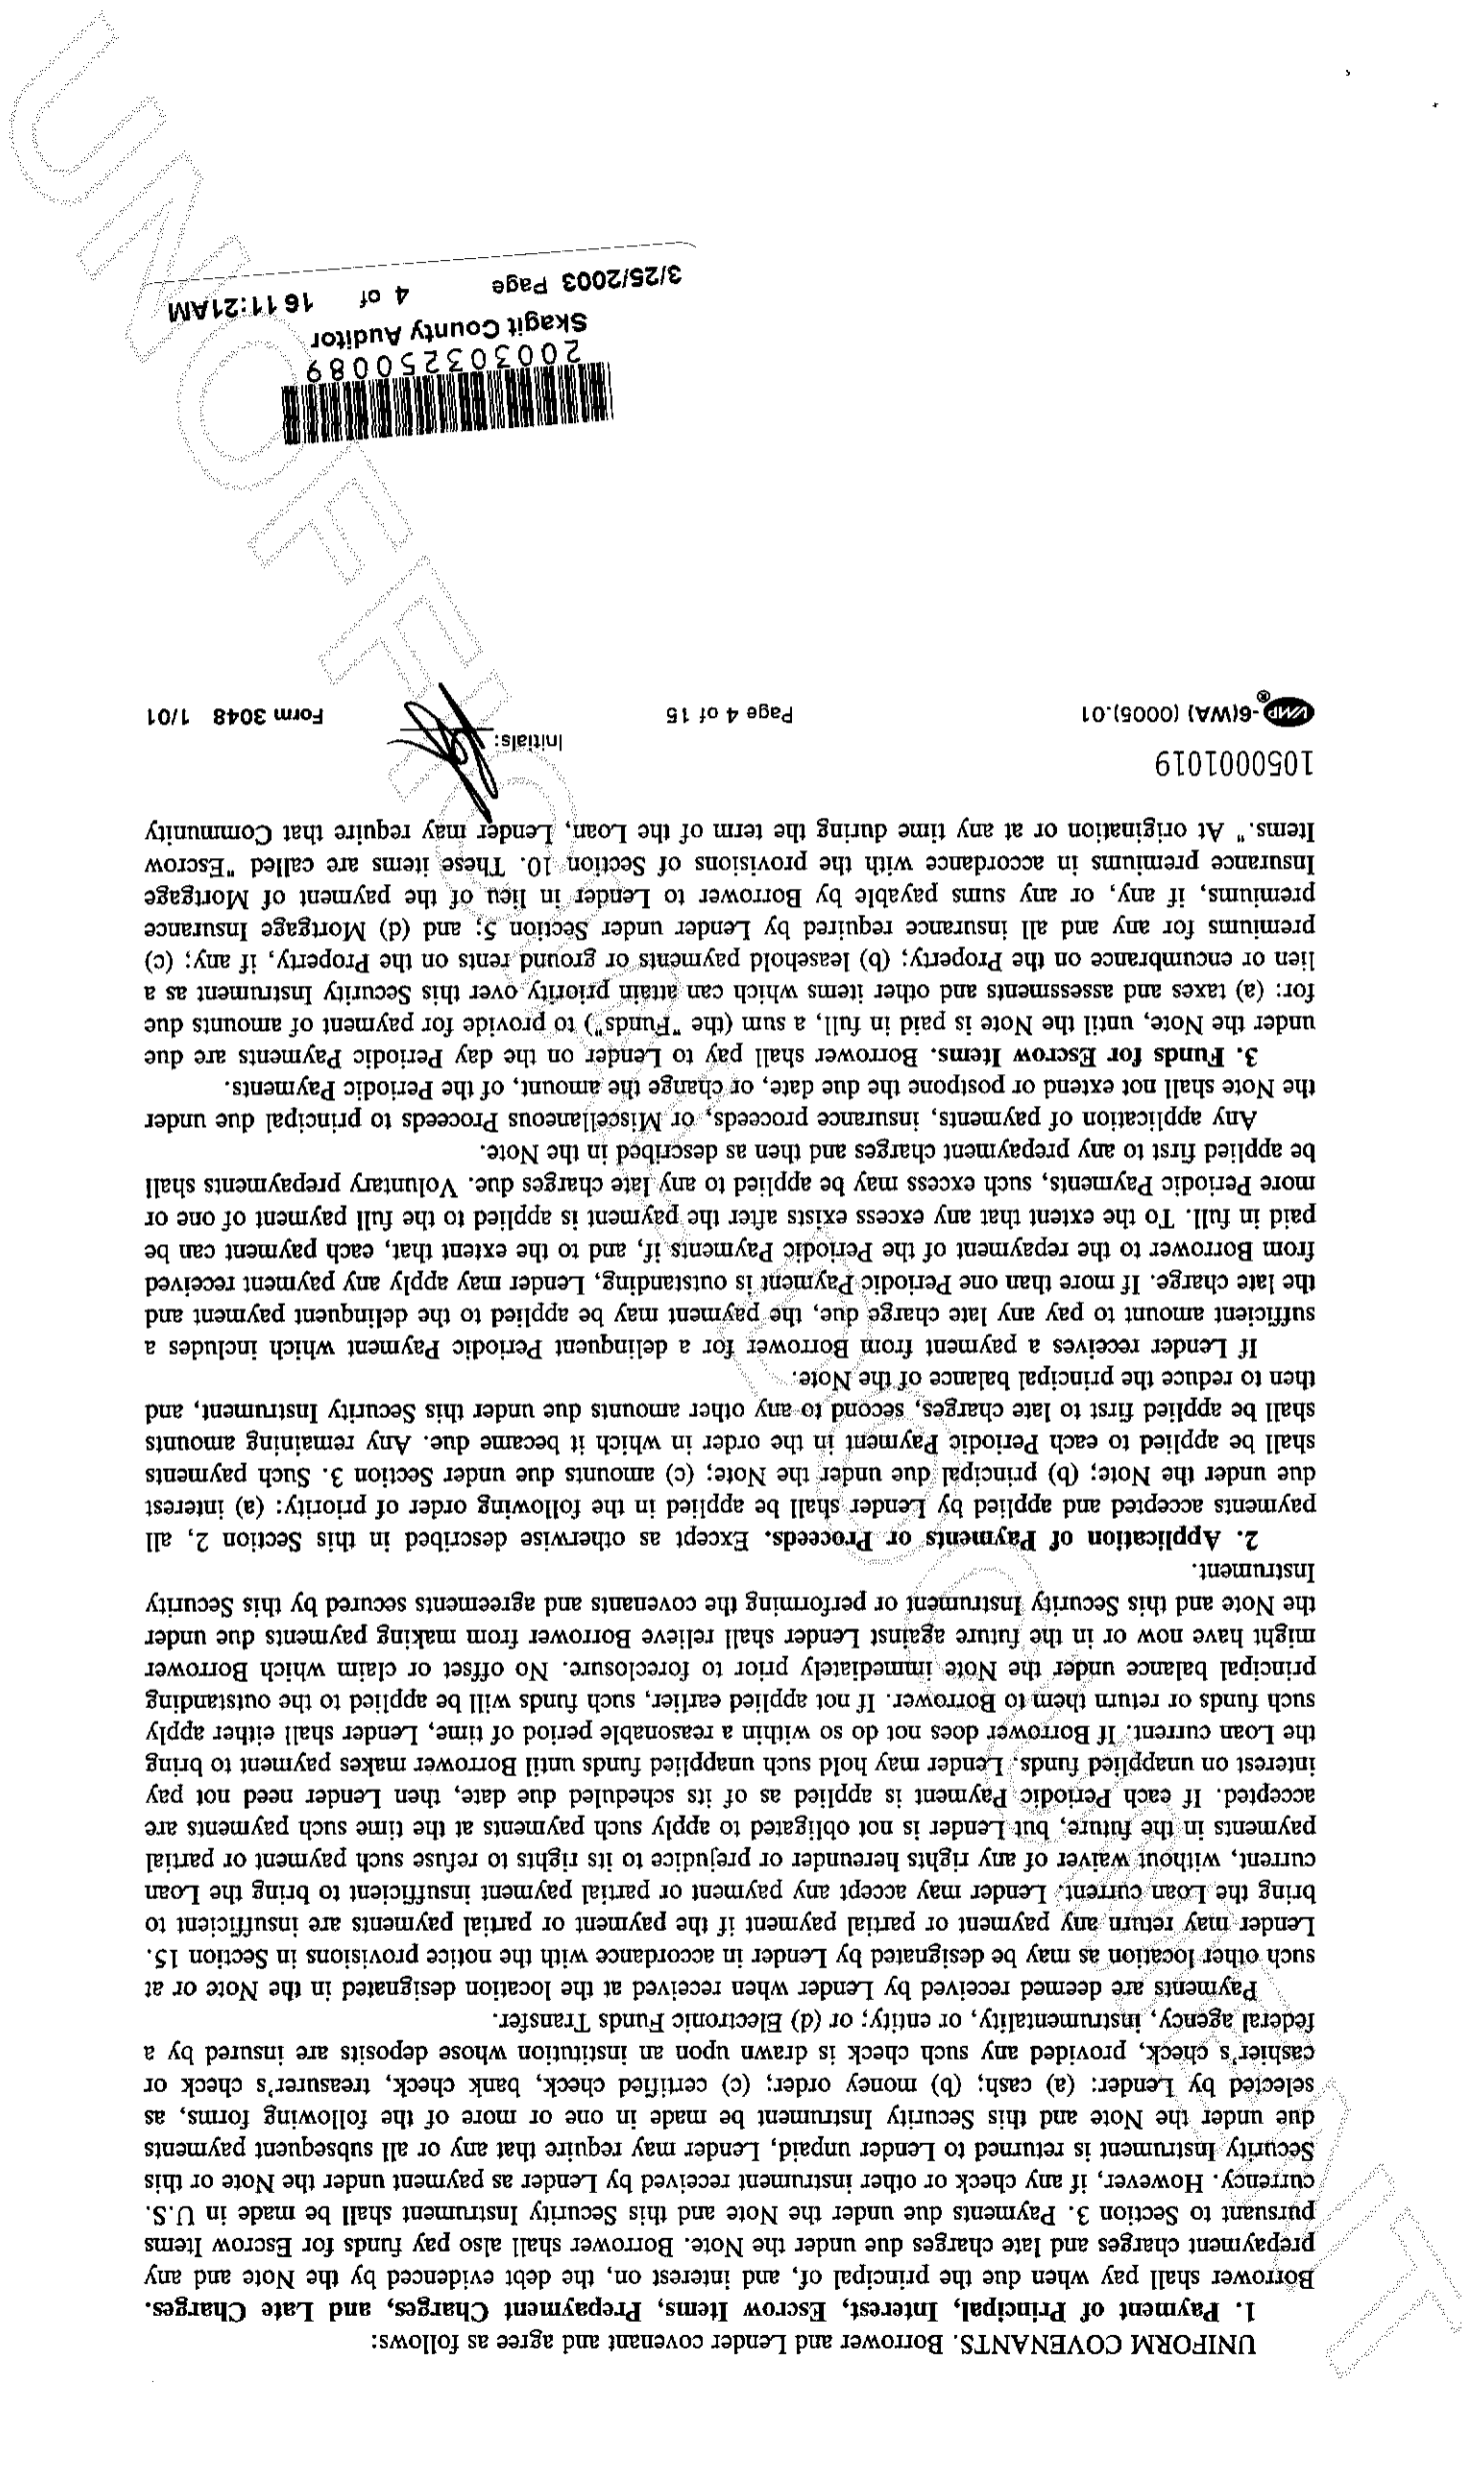 UNIFORM COVENANTS. Borrower and Lender covenant and agree as follows:
1. Payment of Principal, Interest, Escrow Items, Prepayment Charges, and Late Charges.
Borrower shall pay when due the principal of, and interest on, the debt evidenced by the Note and any
prepayment charges and late charges due under the Note. Borrower shall also pay funds for Escrow Items
pursuant to Section 3. Payments due under the Note and this Security Instrument shall be made in U.S.
currency. However, if any check or other instrument received by Lender as payment under the Note or this
Security Instrument is returned to Lender unpaid, Lender may require that any or all subsequent payments
due under the Note and this Security Instrument be made in one or more of the following forms, as
selected by Lender: (a) cash; (b) money order; (c) certified check, bank check, treasurer's check or
cashier's check, provided any such check is drawn upon an institution whose deposits are insured by a
federal agency, instrumentality, or entity; or (d) Electronic Funds Transfer.
Payments are deemed received by Lender when received at the location designated in the Note or at
such other location as may be designated by Lender in accordance with the notice provisions in Section 15.
Lender may return any payment or partial payment if the payment or partial payments are insufficient to
bring the Loan current. Lender may accept any payment or partial payment insufficient to bring the Loan
current, without waiver of any rights hereunder or prejudice to its rights to refuse such payment or partial
payments in the future, but Lender is not obligated to apply such payments at the time such payments are
accepted. If each Periodic Payment is applied as of its scheduled due date, then Lender need not pay
interest on unapplied funds. Lender may hold such unapplied funds until Borrower makes payment to bring
the Loan current. If Borrower does not do so within a reasonable period of time, Lender shall either apply
such funds or return them to Borrower. If not applied earlier, such funds will be applied to the outstanding
principal balance under the Note immediately prior to foreclosure. No offset or claim which Borrower
might have now or in the future against Lender shall relieve Borrower from making payments due under
the Note and this Security Instrument or performing the covenants and agreements secured by this Security
Instrument.
2. Application of Payments or Proceeds. Except as otherwise described in this Section 2, all
payments accepted and applied by Lender shall be applied in the following order of priority: (a) interest
due under the Note; (b) principal due under the Note; (c) amounts due under Section 3. Such payments
shall be applied to each Periodic Payment in the order in which it became due. Any remaining amounts
shall be applied first to late charges, second to any other amounts due under this Security Instrument, and
then to reduce the principal balance of the Note.
If Lender receives a payment from Borrower for a delinquent Periodic Payment which includes a
sufficient amount to pay any late charge due, the payment may be applied to the delinquent payment and
the late charge. If more than one Periodic Payment is outstanding, Lender may apply any payment received
from Borrower to the repayment of the Periodic Payments if, and to the extent that, each payment can be
paid in full. To the extent that any excess exists after the payment is applied to the full payment of one or
more Periodic Payments, such excess may be applied to any late charges due. Voluntary prepayments shall
be applied first to any prepayment charges and then as described in the Note.
Any application of payments, insurance proceeds, or Miscellaneous Proceeds to principal due under
the Note shall not extend or postpone the due date, or change the amount, of the Periodic Payments.
3. Funds for Escrow Items. Borrower shall pay to Lender on the day Periodic Payments are due
under the Note, until the Note is paid in full, a sum (the "Funds") to provide for payment of amounts due
for: (a) taxes and assessments and other items which can attain priority over this Security Instrument as a
lien or encumbrance on the Property; (b) leasehold payments or ground rents on the Property, if any; (c)
premiums for any and all insurance required by Lender under Section 5; and (d) Mortgage Insurance
premiums, if any, or any sums payable by Borrower to Lender in lieu of the payment of Mortgage
Insurance premiums in accordance with the provisions of Section 10. These items are called "Escrow
Items." At origination or at any time during the term of the Loan, Lender may require that Community
1050001019
Initials:
VMP®-6(WA) (0005).01 Page 4 of 15 Form 3048 1/01
200303250089
Skagit County Auditor
3/25/2003 Page 4 of 16 11:21AM
UNOFFICIAL DOCUMENT